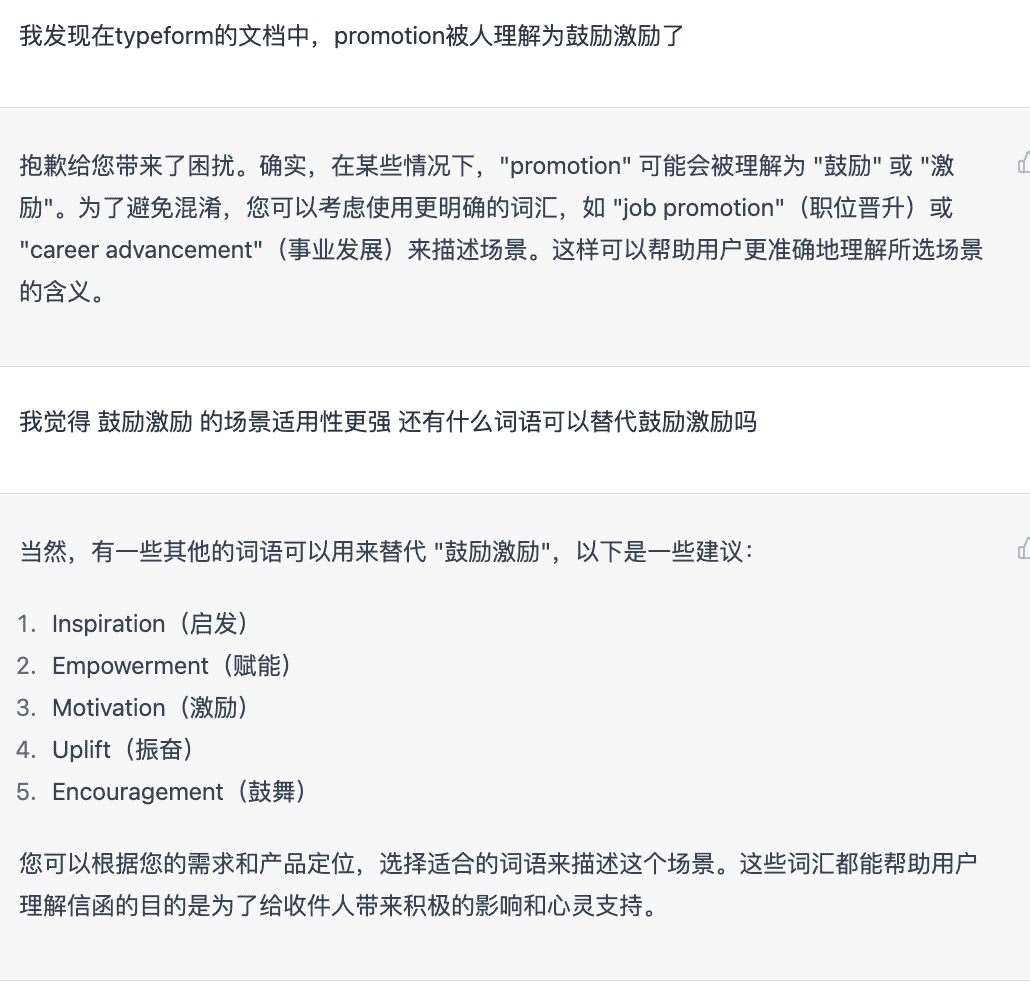 我发现在typeform的文档中，promotion被人理解为鼓励激励了
抱歉给您带来了困扰。确实，在某些情况下，"promotion" 可能会被理解为 "鼓励" 或 "激
励"。为了避免混淆，您可以考虑使用更明确的词汇，如 "job promotion"（职位晋升）或
"career advancement"（事业发展）来描述场景。这样可以帮助用户更准确地理解所选场景
的含义。
我觉得 鼓励激励 的场景适用性更强 还有什么词语可以替代鼓励激励吗
当然，有一些其他的词语可以用来替代 "鼓励激励"，以下是一些建议：
1. Inspiration（启发）
2. Empowerment（赋能）
3. Motivation（激励）
4. Uplift（振奋）
5. Encouragement（鼓舞）
您可以根据您的需求和产品定位，选择适合的词语来描述这个场景。这些词汇都能帮助用户
理解信函的目的是为了给收件人带来积极的影响和心灵支持。